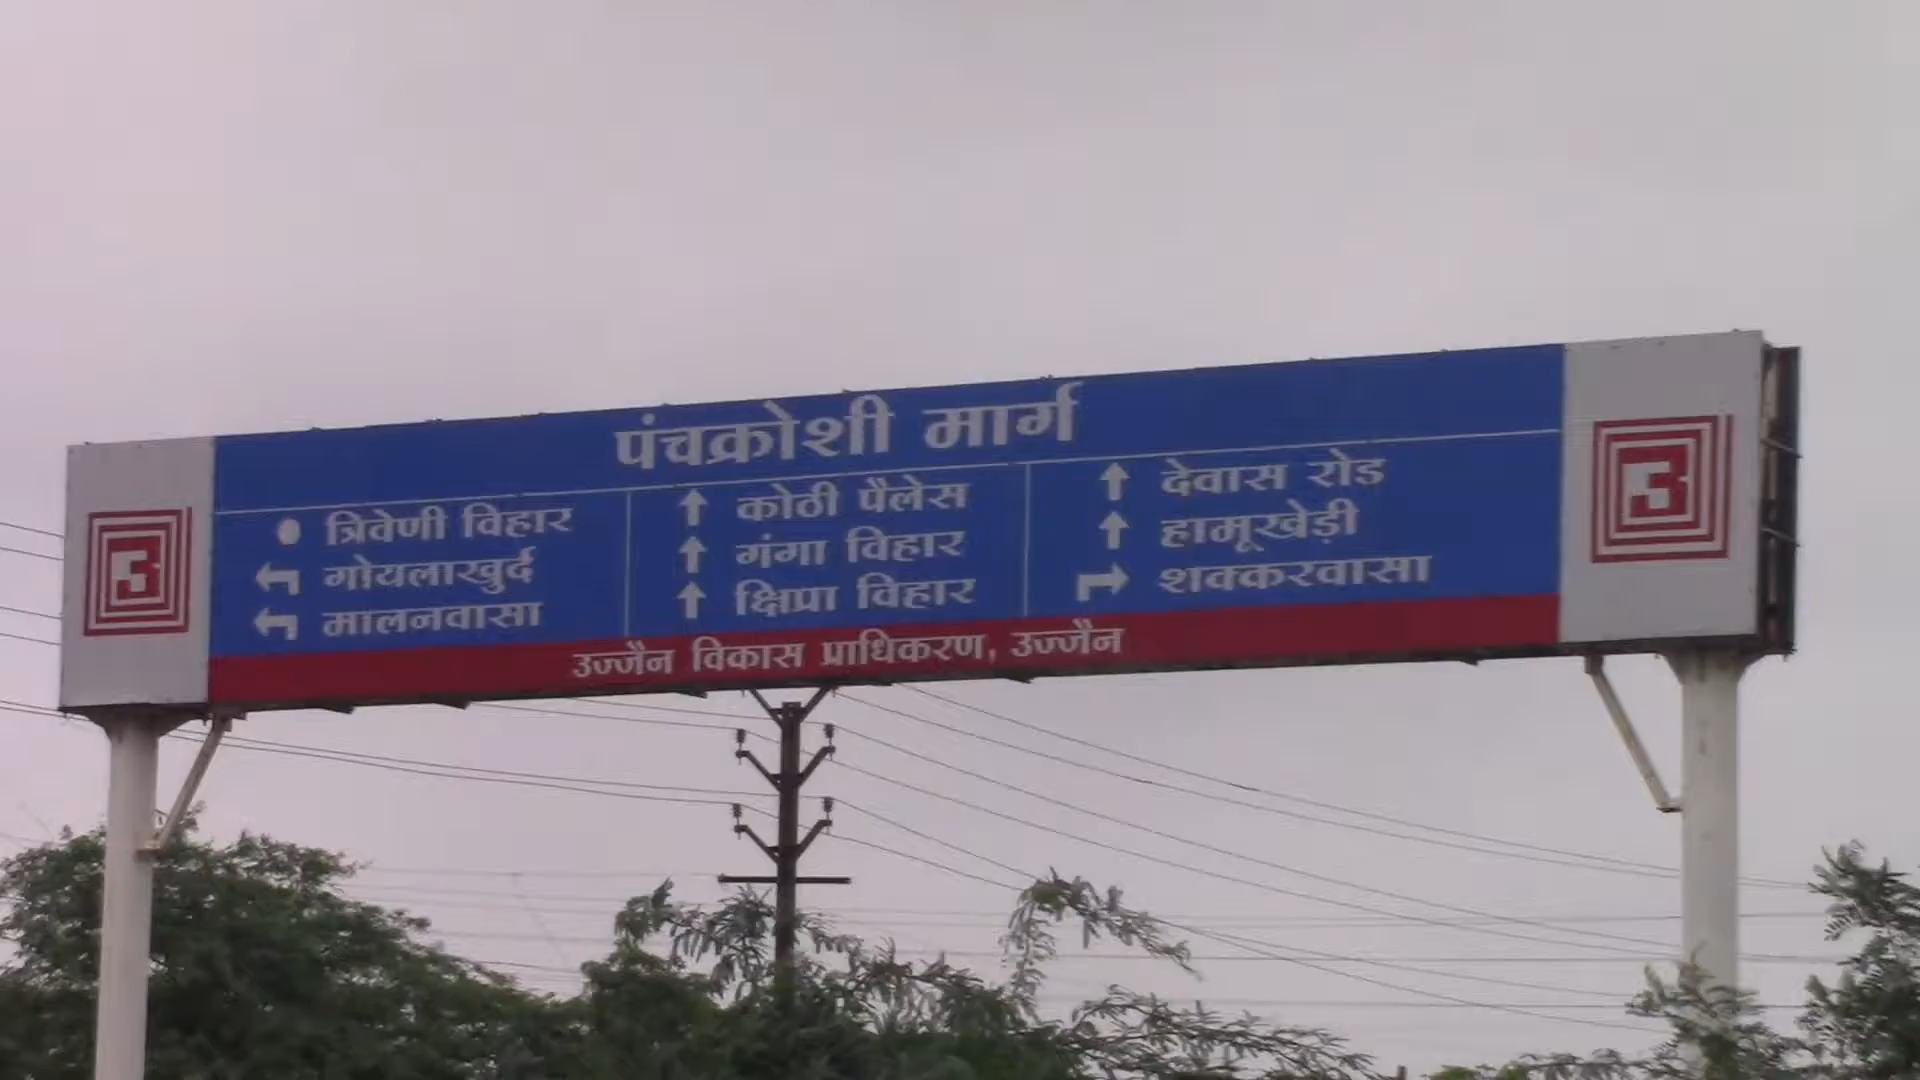 पंचक्रोशी मार्ग
त्रिवेणी विहार
गोयलाखुर्द
मालनवासा
कोठी पैलेस
गंगा विहार
क्षिप्रा विहार
देवास रोड
हामूखेड़ी
शक्करवासा
उज्जैन विकास प्राधिकरण, उज्जैन